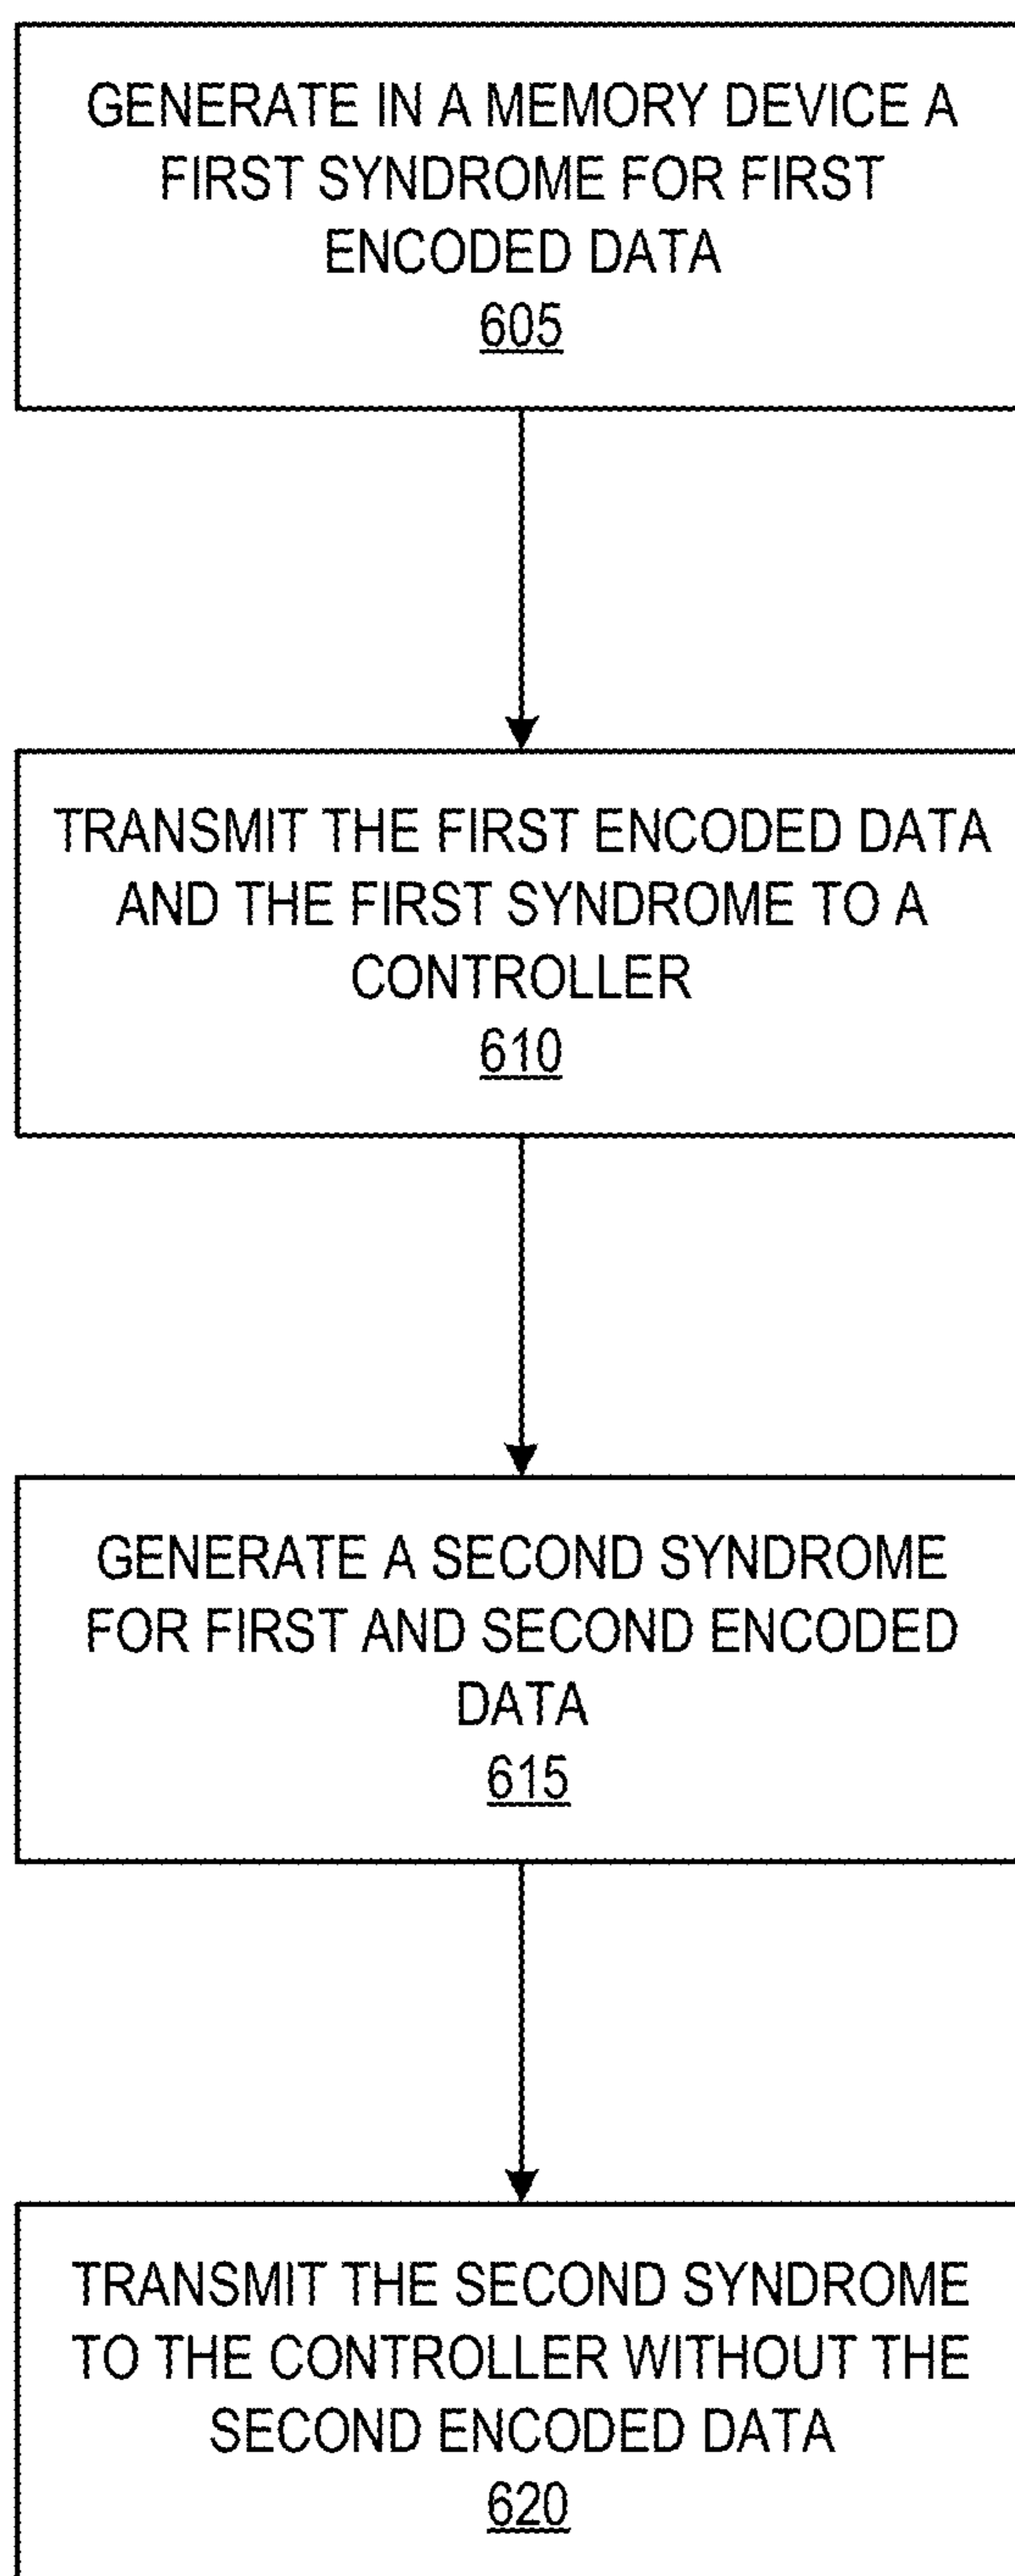 GENERATE IN A MEMORY DEVICE A
FIRST SYNDROME FOR FIRST
ENCODED DATA
605
TRANSMIT THE FIRST ENCODED DATA
AND THE FIRST SYNDROME TO A
CONTROLLER
610
GENERATE A SECOND SYNDROME
FOR FIRST AND SECOND ENCODED
DATA
615
TRANSMIT THE SECOND SYNDROME
TO THE CONTROLLER WITHOUT THE
SECOND ENCODED DATA
620